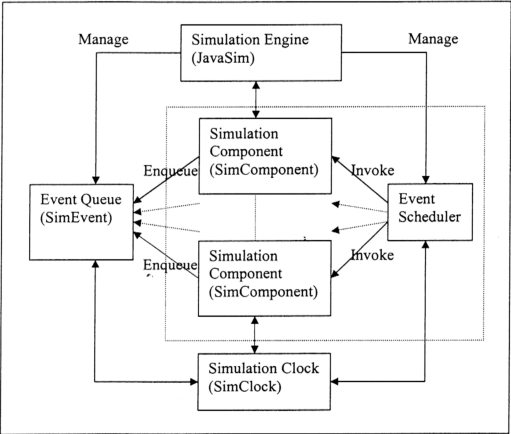 Manage
Simulation Engine
(JavaSim)
Manage
Simulation
Component
(SimComponent)
Enqueue
Invoke
Event Queue
(SimEvent)
Event
Scheduler
Enqueue
Simulation
Component
(SimComponent)
Invoke
Simulation Clock
(SimClock)